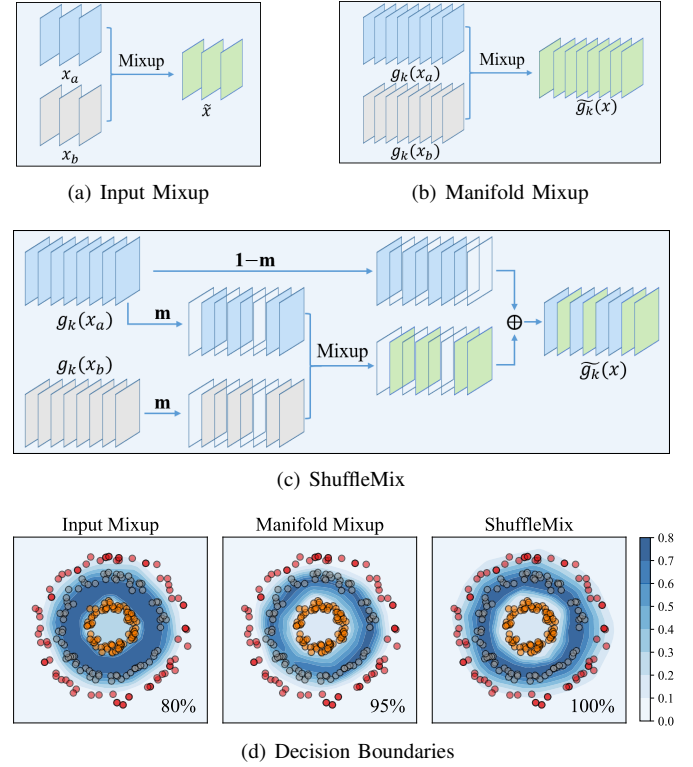 x_a
Mixup
x̃
x_b
(a) Input Mixup
g_k(x_a)
Mixup
g̃_k(x)
g_k(x_b)
(b) Manifold Mixup
1−m
g_k(x_a)
m
g_k(x_b)
Mixup
⊕
g̃_k(x)
m
(c) ShuffleMix
Input Mixup Manifold Mixup ShuffleMix
0.8
0.7
0.6
0.5
0.4
0.3
0.2
0.1
0.0
80% 95% 100%
(d) Decision Boundaries